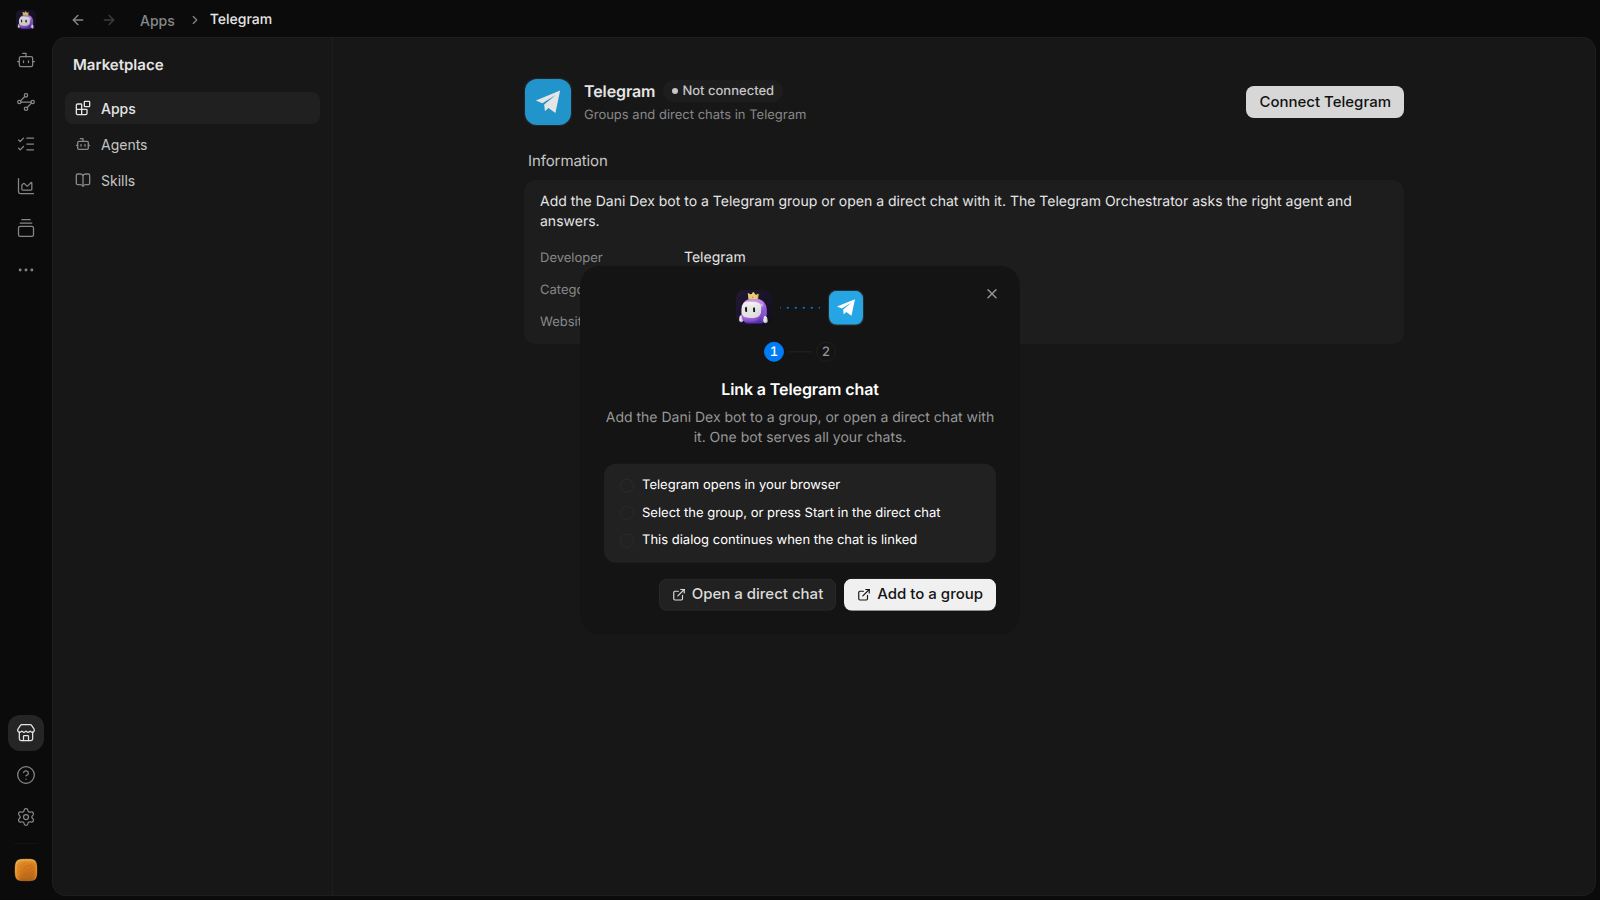 Apps > Telegram
Marketplace
Apps
Agents
Skills
Telegram
Not connected
Groups and direct chats in Telegram
Connect Telegram
Information
Add the Dani Dex bot to a Telegram group or open a direct chat with it. The Telegram Orchestrator asks the right agent and
answers.
Developer
Telegram
1
2
Link a Telegram chat
Add the Dani Dex bot to a group, or open a direct chat with
it. One bot serves all your chats.
Telegram opens in your browser
Select the group, or press Start in the direct chat
This dialog continues when the chat is linked
Open a direct chat
Add to a group